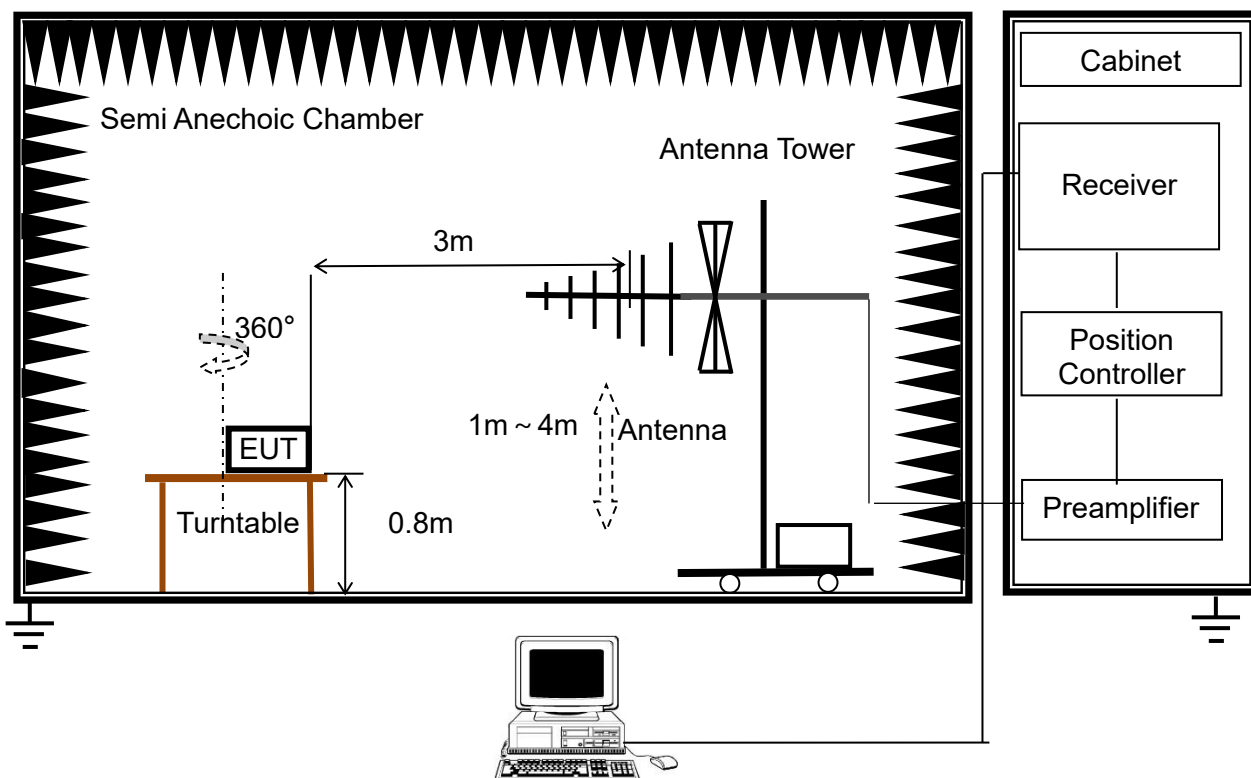 Cabinet
Semi Anechoic Chamber
Antenna Tower
Receiver
3m
360°
Position
Controller
1m ~ 4m
Antenna
EUT
Turntable
0.8m
Preamplifier